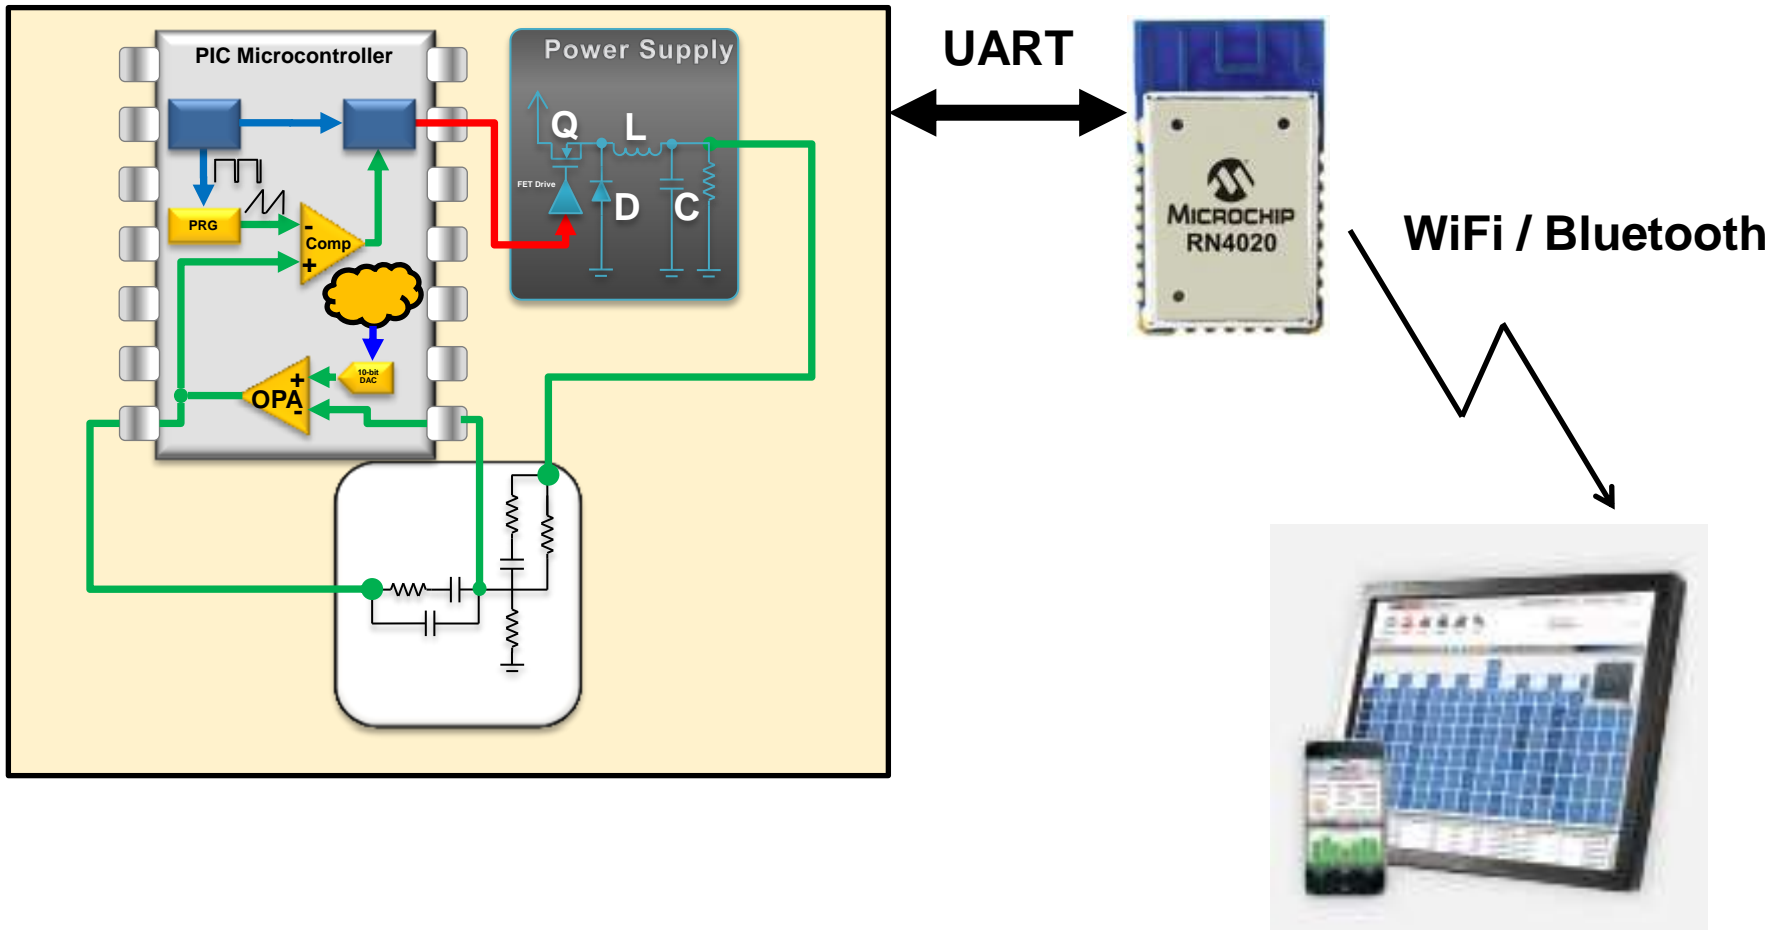 PIC Microcontroller
Power Supply
UART
Q
L
FET Drive
D
C
PRG
-
Comp
+
MICROCHIP
RN4020
WiFi / Bluetooth
10-bit
DAC
+
OPA
-